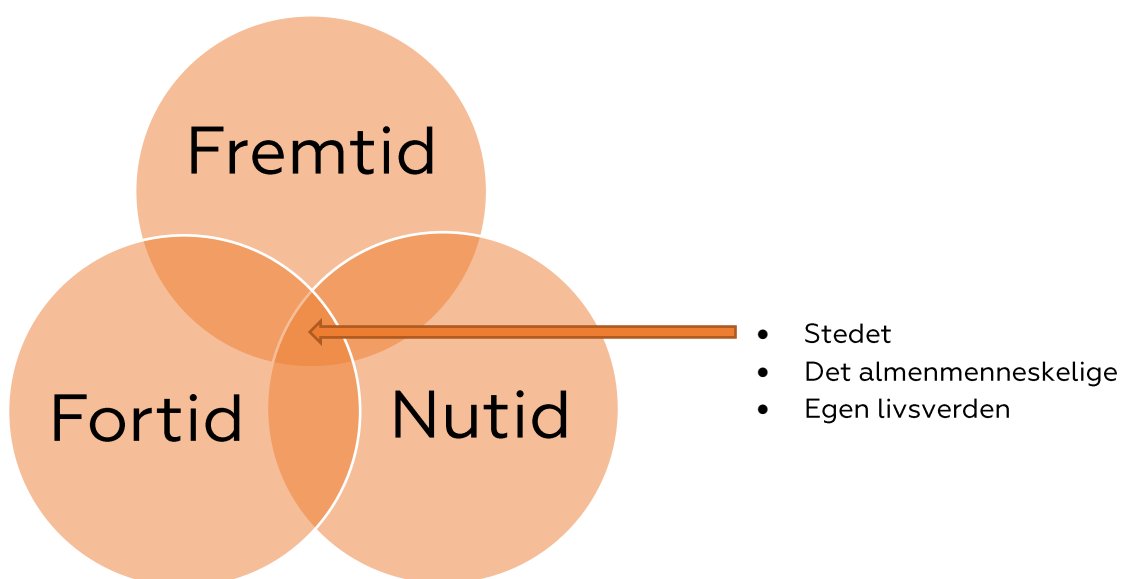 Fremtid
Fortid
Nutid
• Stedet
• Det almenmenneskelige
• Egen livsverden